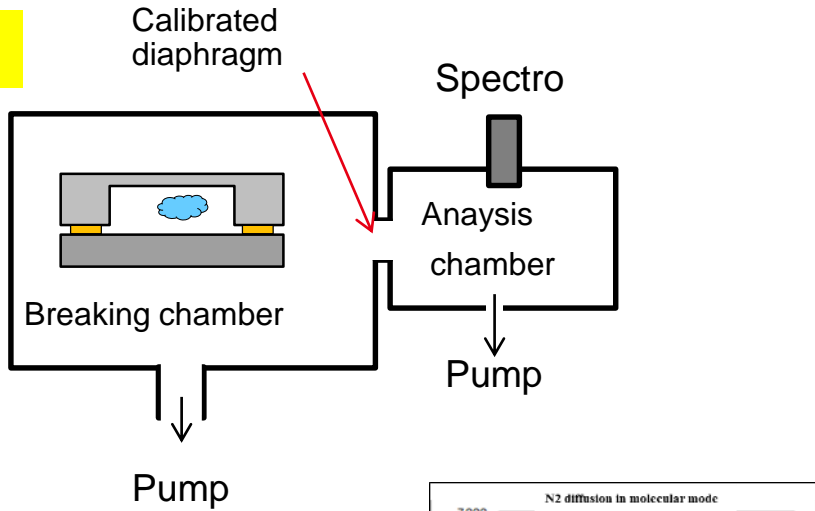 Calibrated
diaphragm
Spectro
Anaysis
chamber
Breaking chamber
Pump
Pump
N2 diffusion in molecular mode